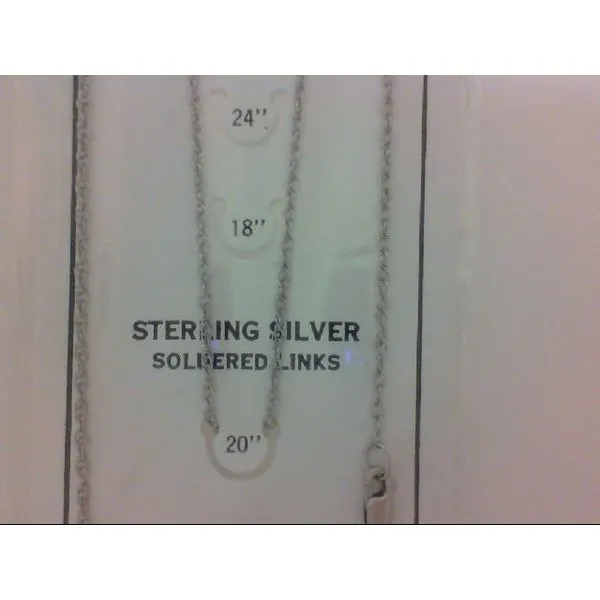 24"
18"
STERLING SILVER
SOLDERED LINKS
20"